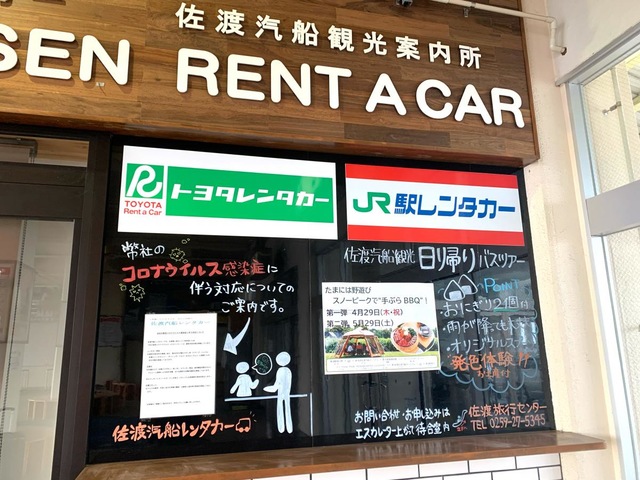 佐渡汽船観光案内所
SEN RENT A CAR
TOYOTA
Rent a Car
トヨタレンタカー
JR 駅レンタカー
弊社の
コロナウイルス感染症に
伴う対応についての
ご案内です。
佐渡汽船レンタカー
佐渡汽船観光 日帰りバスツアー
たまには野遊び
スノーピークで"手ぶらBBQ"!
第一弾 4月29日(木・祝)
第二弾 5月29日(土)
POINT
・おにぎり2個付
・雨が降っても大
・オリジナルス
発色体験
お問い合わせ・お申し込みは
エスカレーター上がって待合室内
佐渡旅行センター
TEL 0259-27-5395